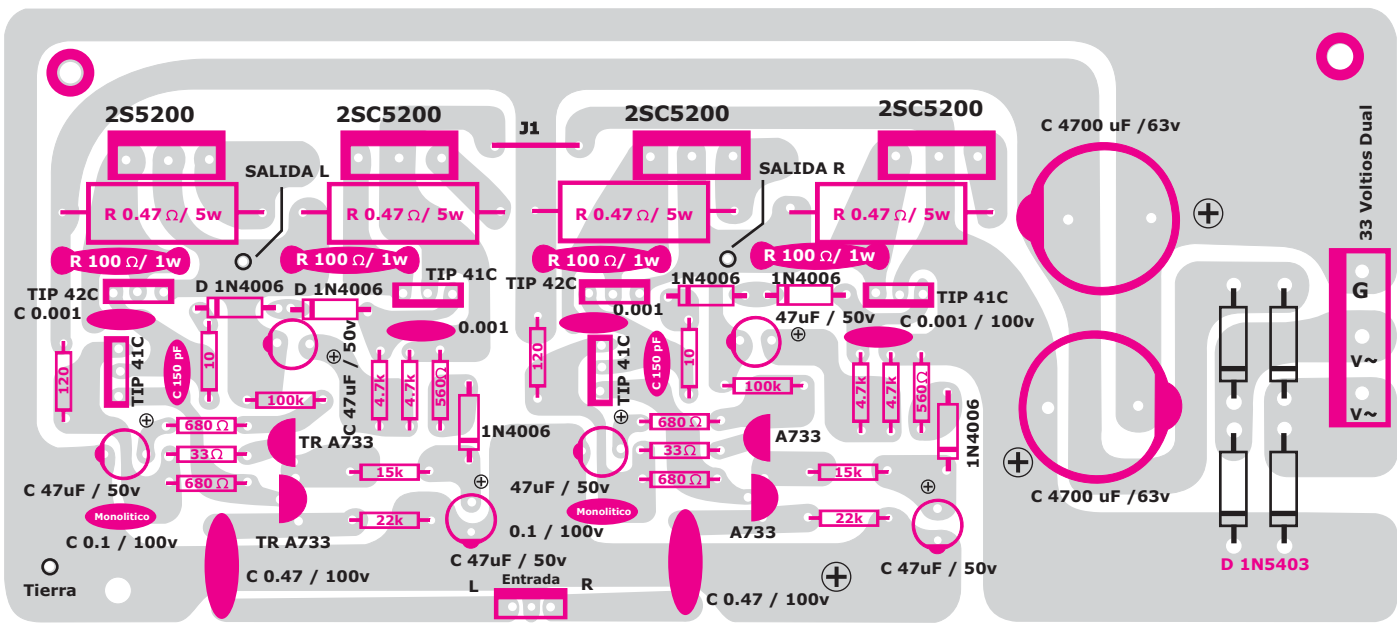 2S5200
2SC5200
J1
2SC5200
2SC5200
C 4700 uF /63v
33 Voltios Dual
SALIDA L
SALIDA R
R 0.47 Ω/ 5w
R 0.47 Ω/ 5w
R 0.47 Ω/ 5w
R 0.47 Ω/ 5w
R 100 Ω/ 1w
R 100 Ω/ 1w
R 100 Ω/ 1w
R 100 Ω/ 1w
TIP 42C
D 1N4006
D 1N4006
TIP 41C
TIP 42C
1N4006
1N4006
TIP 41C
G
V~
V~
C 0.001
0.001
0.001
47uF / 50v
C 0.001 / 100v
120
TIP 41C
C 150 pF
10
C 47uF / 50v
4.7k
4.7k
560Ω
120
TIP 41C
C 150 pF
10
4.7k
4.7k
560Ω
100k
100k
680 Ω
33Ω
680 Ω
TR A733
1N4006
680 Ω
33Ω
680 Ω
A733
1N4006
15k
15k
C 47uF / 50v
47uF / 50v
C 4700 uF /63v
Monolitico
22k
Monolitico
22k
C 0.1 / 100v
TR A733
0.1 / 100v
A733
C 47uF / 50v
C 47uF / 50v
D 1N5403
Tierra
C 0.47 / 100v
L
Entrada
R
C 0.47 / 100v